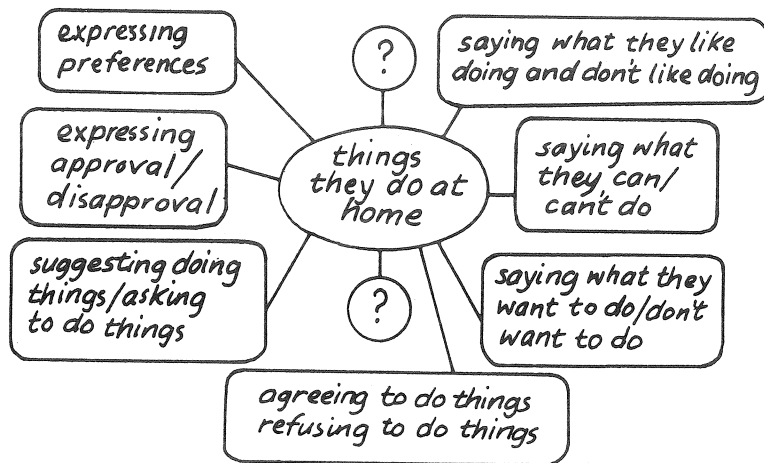 expressing
preferences
?
saying what they like
doing and don't like doing
expressing
approval/
disapproval
things
they do at
home
saying what
they can/
can't do
suggesting doing
things/asking
to do things
?
saying what they
want to do/don't
want to do
agreeing to do things
refusing to do things